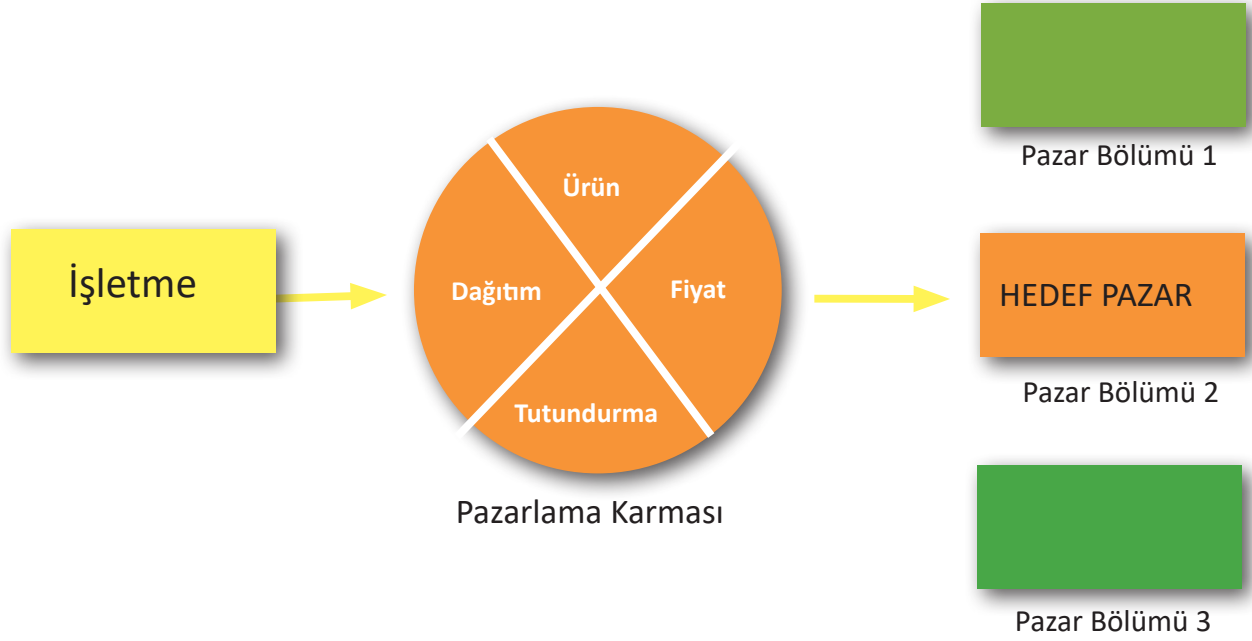 Pazar Bölümü 1
İşletme
Ürün
Dağıtım
Fiyat
Tutundurma
Pazarlama Karması
HEDEF PAZAR
Pazar Bölümü 2
Pazar Bölümü 3